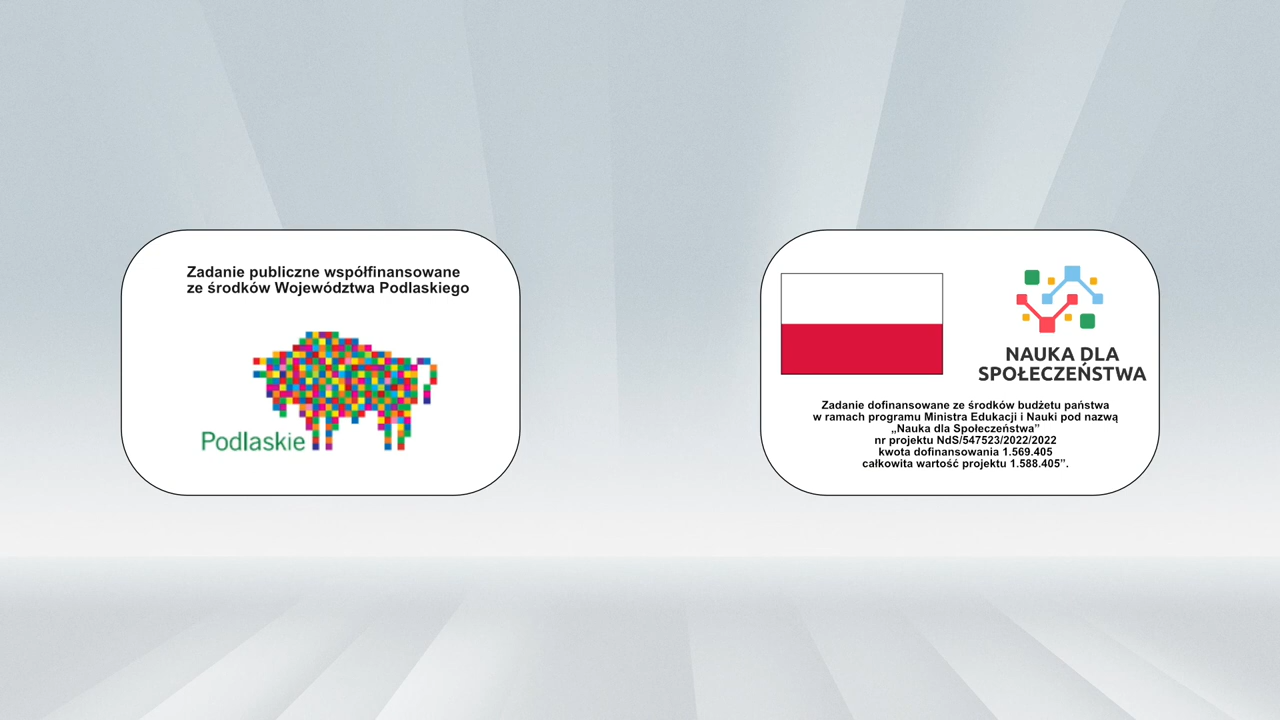 Zadanie publiczne współfinansowane
ze środków Województwa Podlaskiego
Podlaskie
NAUKA DLA
SPOŁECZEŃSTWA
Zadanie dofinansowane ze środków budżetu państwa
w ramach programu Ministra Edukacji i Nauki pod nazwą
„Nauka dla Społeczeństwa”
nr projektu NdS/547523/2022/2022
kwota dofinansowania 1.569.405
całkowita wartość projektu 1.588.405”.